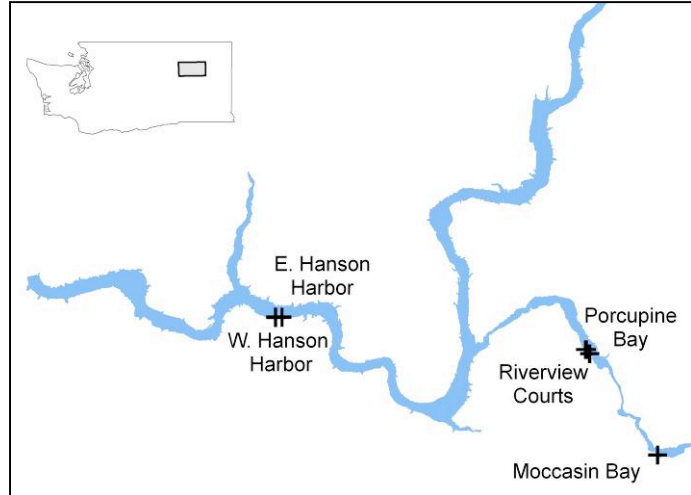 E. Hanson
Harbor
W. Hanson
Harbor
Porcupine
Bay
Riverview
Courts
Moccasin Bay